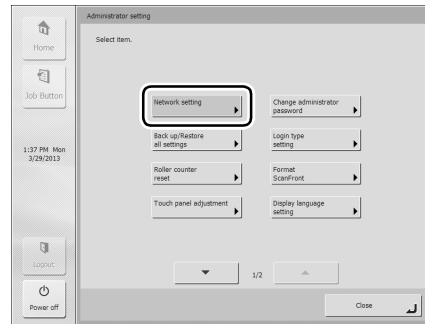 Administrator setting
Select item.
Home
Job Button
1:37 PM Mon
3/29/2013
Logout
Power off
Network setting
Change administrator
password
Back up/Restore
all settings
Login type
setting
Roller counter
reset
Format
ScanFront
Touch panel adjustment
Display language
setting
1/2
Close